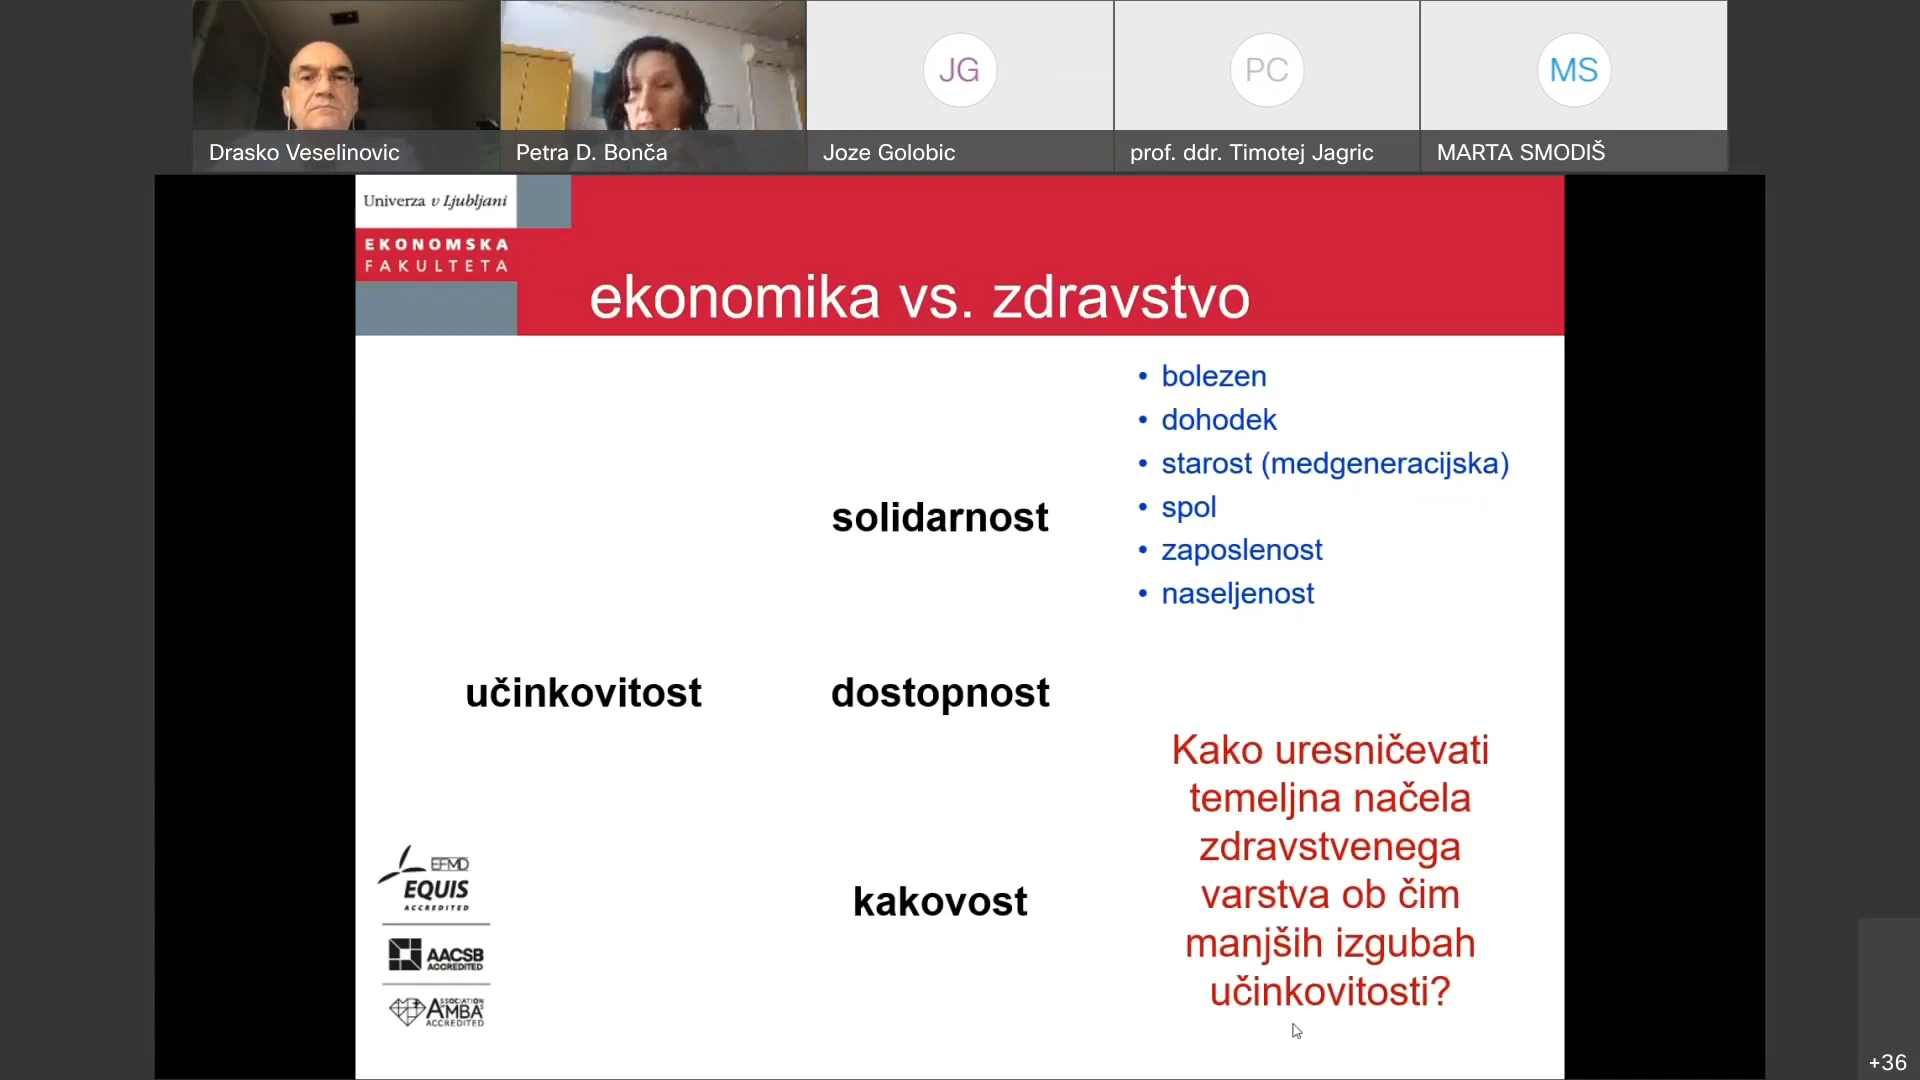 JG
PC
MS
Drasko Veselinovic
Petra D. Bonča
Joze Golobic
prof. ddr. Timotej Jagric
MARTA SMODIŠ
Univerza v Ljubljani
EKONOMSKA
FAKULTETA
ekonomika vs. zdravstvo
• bolezen
• dohodek
• starost (medgeneracijska)
• spol
• zaposlenost
• naseljenost
solidarnost
učinkovitost
dostopnost
kakovost
Kako uresničevati
temeljna načela
zdravstvenega
varstva ob čim
manjših izgubah
učinkovitosti?
EFMD
EQUIS
ACCREDITED
AACSB
ACCREDITED
ASSOCIATION
AMBAS
ACCREDITED
+36